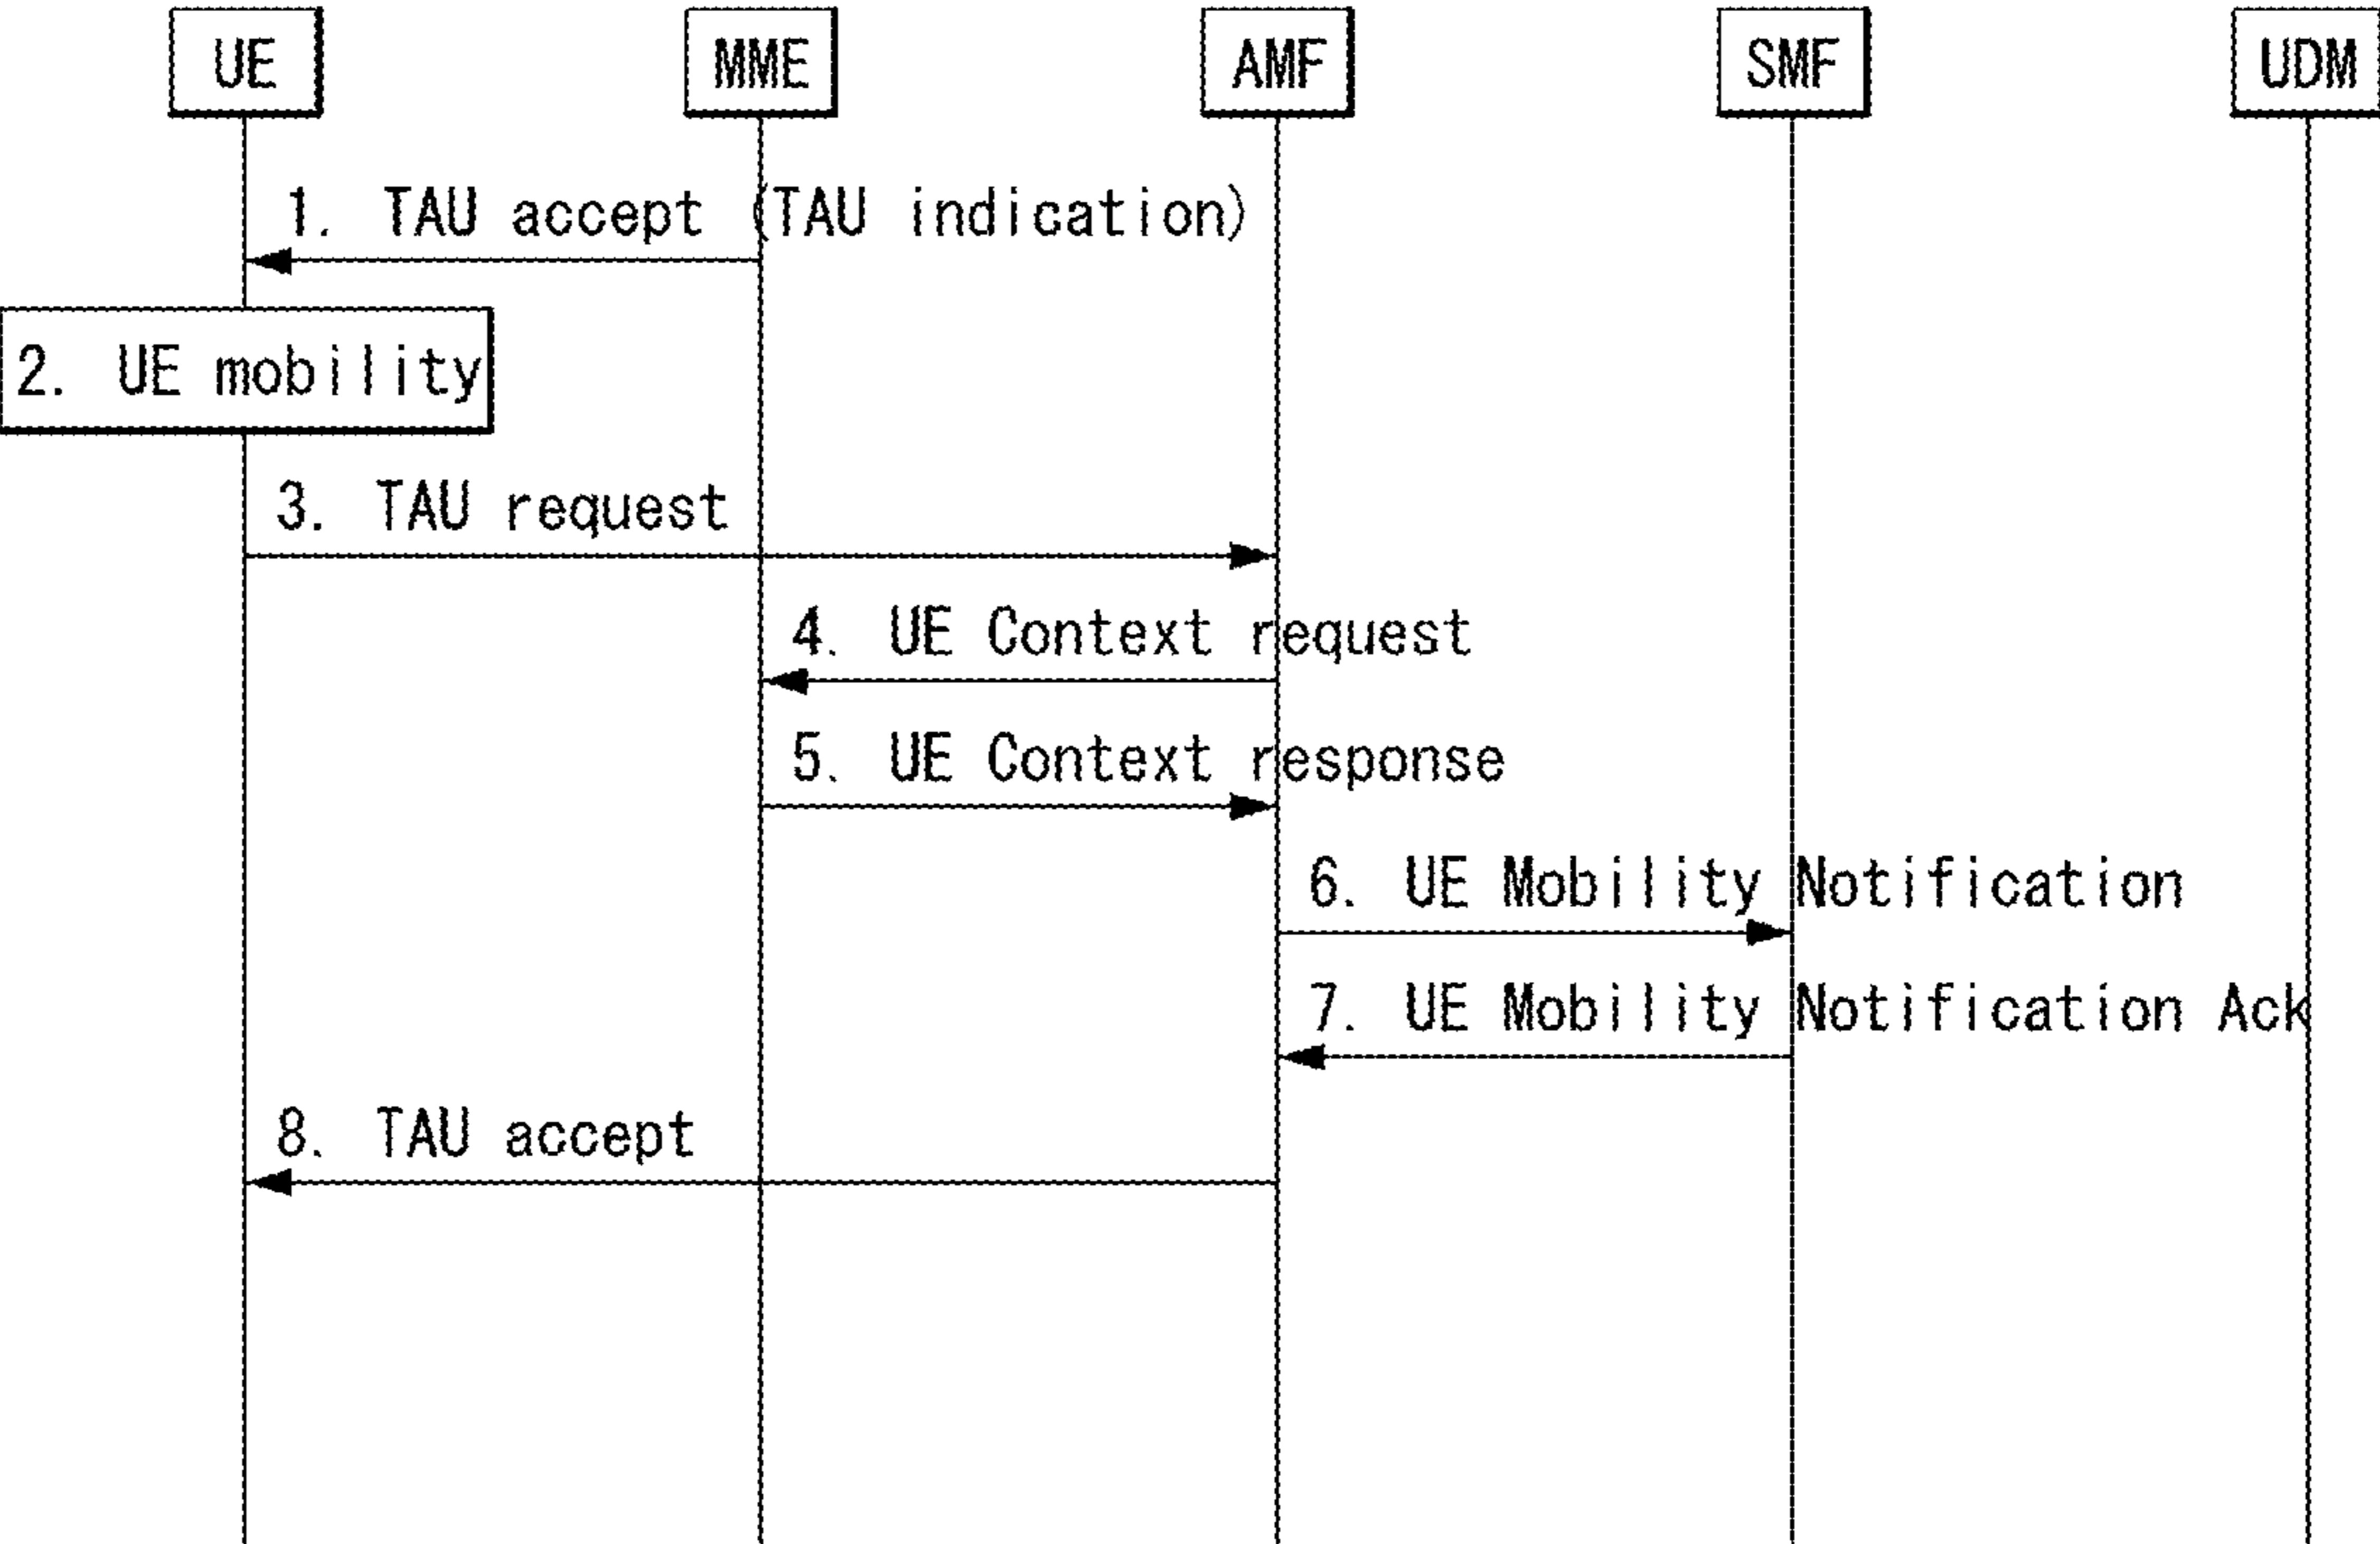 UE
MME
AMF
SMF
UDM
1. TAU accept (TAU indication)
2. UE mobility
3. TAU request
4. UE Context request
5. UE Context response
6. UE Mobility Notification
7. UE Mobility Notification Ack
8. TAU accept